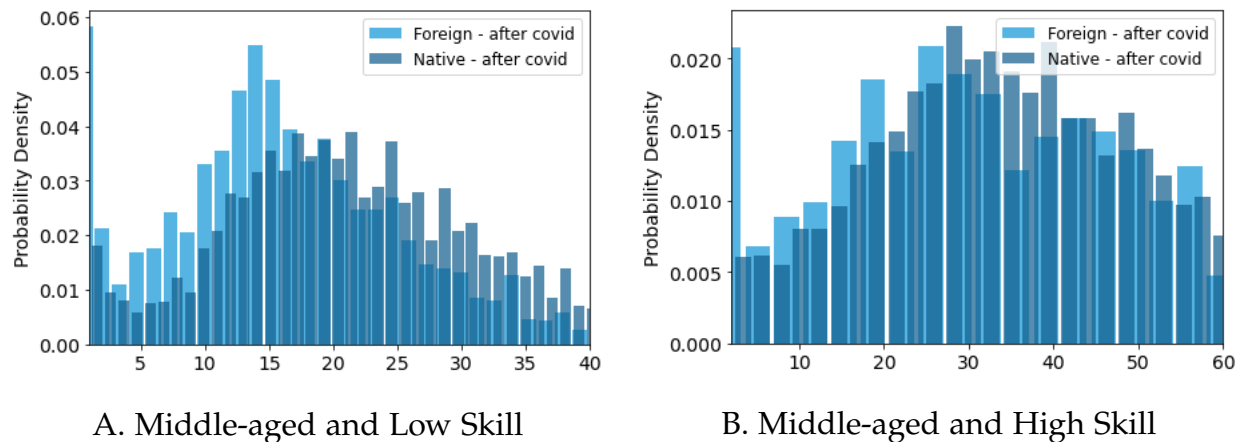 0.06
0.05
0.04
0.03
0.02
0.01
0.00
Probability Density
Foreign - after covid
Native - after covid
5 10 15 20 25 30 35 40
A. Middle-aged and Low Skill
0.020
0.015
0.010
0.005
0.000
Probability Density
Foreign - after covid
Native - after covid
10 20 30 40 50 60
B. Middle-aged and High Skill